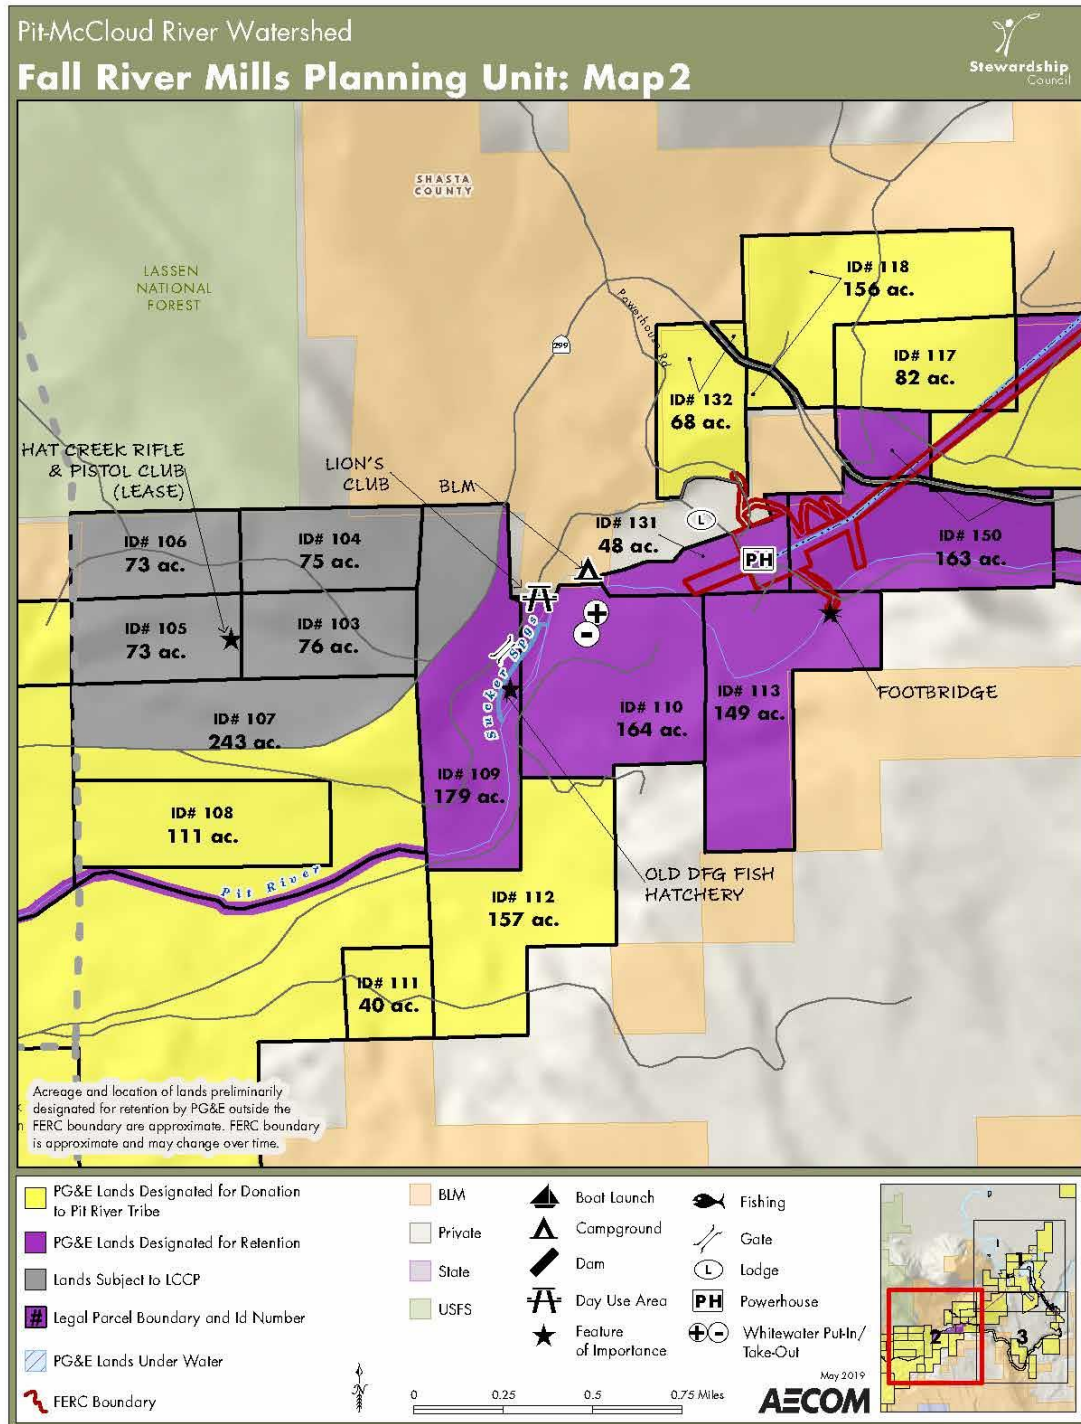 Pit-McCloud River Watershed
Fall River Mills Planning Unit: Map2
Stewardship
Council
SHASTA
COUNTY
LASSEN
NATIONAL
FOREST
ID# 118
156 ac.
Powerhouse Rd
299
ID# 117
82 ac.
ID# 132
68 ac.
HAT CREEK RIFLE
& PISTOL CLUB
(LEASE)
LION'S
CLUB
BLM
L
ID# 131
48 ac.
PH
ID# 150
163 ac.
ID# 106
73 ac.
ID# 104
75 ac.
ID# 105
73 ac.
ID# 103
76 ac.
Sucker Spgs
FOOTBRIDGE
ID# 107
243 ac.
ID# 110
164 ac.
ID# 113
149 ac.
ID# 109
179 ac.
ID# 108
111 ac.
Pit River
OLD DFG FISH
HATCHERY
ID# 112
157 ac.
ID# 111
40 ac.
Acreage and location of lands preliminarily
designated for retention by PG&E outside the
FERC boundary are approximate. FERC boundary
is approximate and may change over time.
PG&E Lands Designated for Donation
to Pit River Tribe
PG&E Lands Designated for Retention
Lands Subject to LCCP
# Legal Parcel Boundary and Id Number
PG&E Lands Under Water
FERC Boundary
BLM
Private
State
USFS
N
Boat Launch
Campground
Dam
Day Use Area
Feature
of Importance
Fishing
Gate
L Lodge
PH Powerhouse
Whitewater Put-In/
Take-Out
0 0.25 0.5 0.75 Miles
May 2019
AECOM
1
2
3